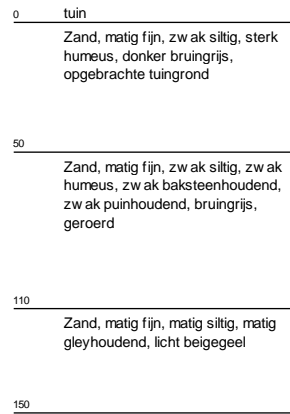 0 tuin
Zand, matig fijn, zwak siltig, sterk
humeus, donker bruingrijs,
opgebrachte tuingrond
50
Zand, matig fijn, zwak siltig, zwak
humeus, zwak baksteenhoudend,
zwak puinhoudend, bruingrijs,
geroerd
110
Zand, matig fijn, matig siltig, matig
gleyhoudend, licht beigegeel
150